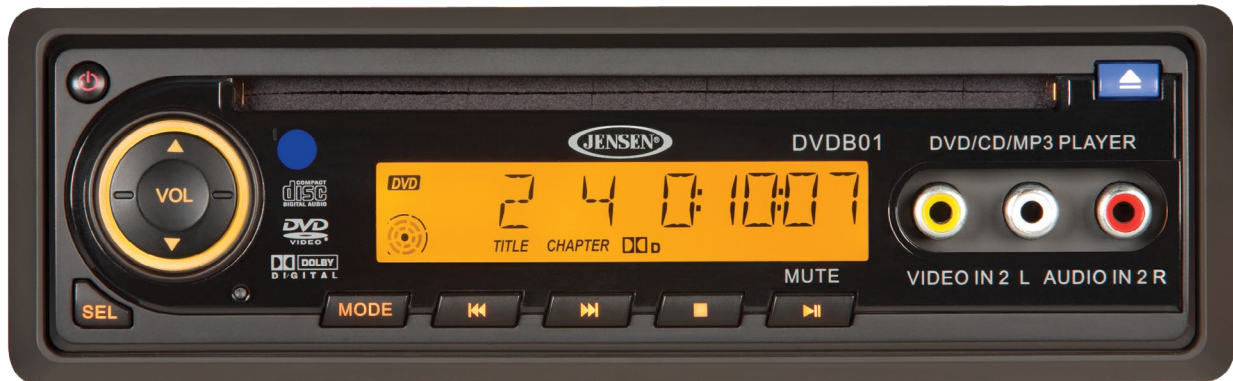 JENSEN®
DVDB01
DVD/CD/MP3 PLAYER
VOL
COMPACT
disc
DIGITAL AUDIO
DVD
VIDEO
DOLBY
DIGITAL
DVD
2 4 0:10:07
TITLE CHAPTER D
MUTE
VIDEO IN 2 L AUDIO IN 2 R
SEL
MODE